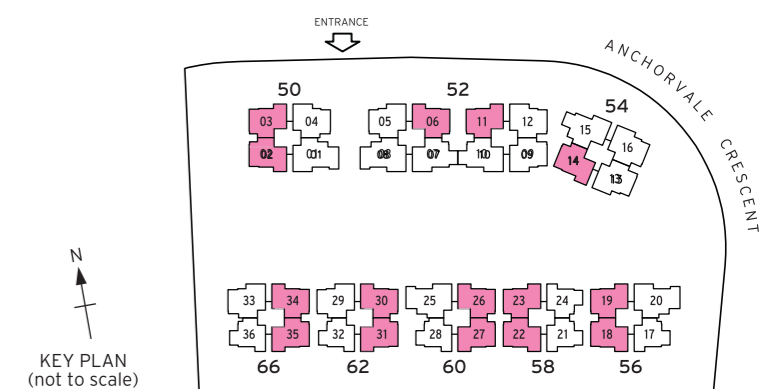 ENTRANCE
ANCHORVALE CRESCENT
50
52
54
03 04
05 06 11 12
15 16
02 01
08 07 10 09
14 13
N
33 34 29 30 25 26 23 24 19 20
36 35 32 31 28 27 22 21 18 17
KEY PLAN
(not to scale)
66 62 60 58 56